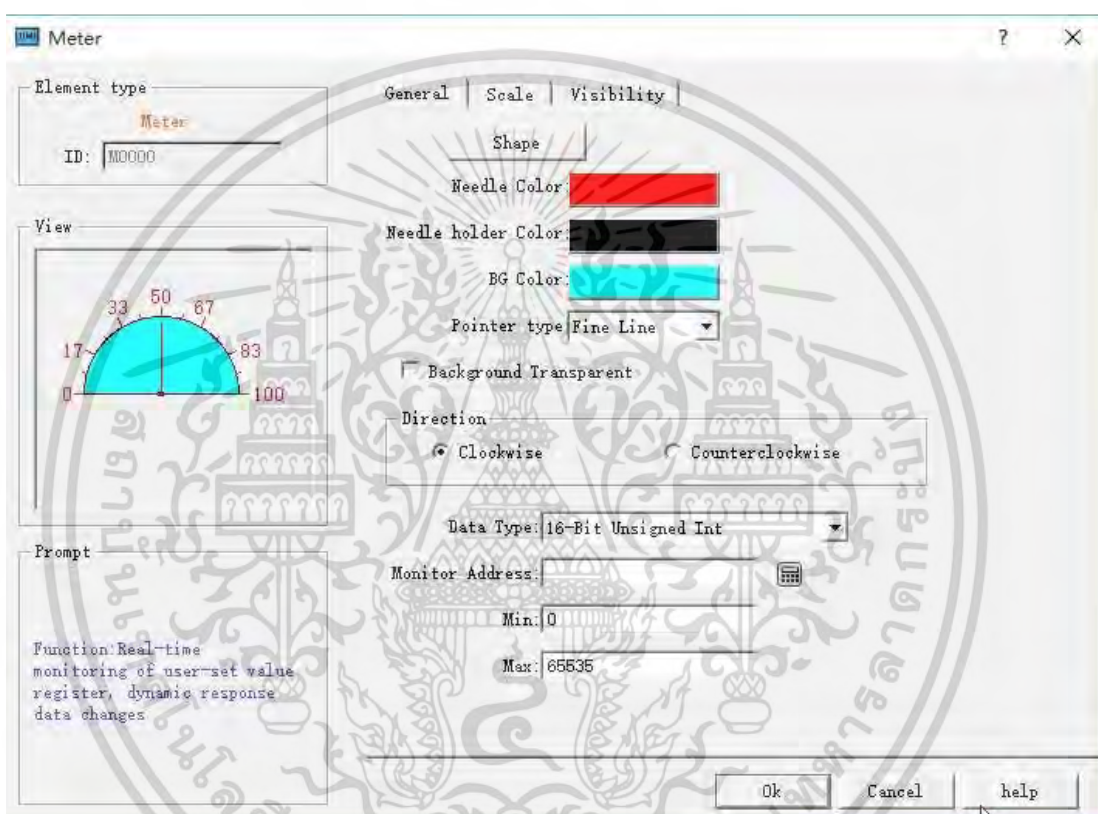 Meter
Element type
Meter
ID: M0000
View
0
17
33
50
67
83
100
Prompt
Function:Real-time
monitoring of user-set value
register, dynamic response
data changes
General | Scale | Visibility |
Shape
Needle Color:
Needle holder Color:
BG Color:
Pointer type Fine Line
Background Transparent
Direction
Clockwise
Counterclockwise
Data Type: 16-Bit Unsigned Int
Monitor Address:
Min: 0
Max: 65535
Ok
Cancel
help